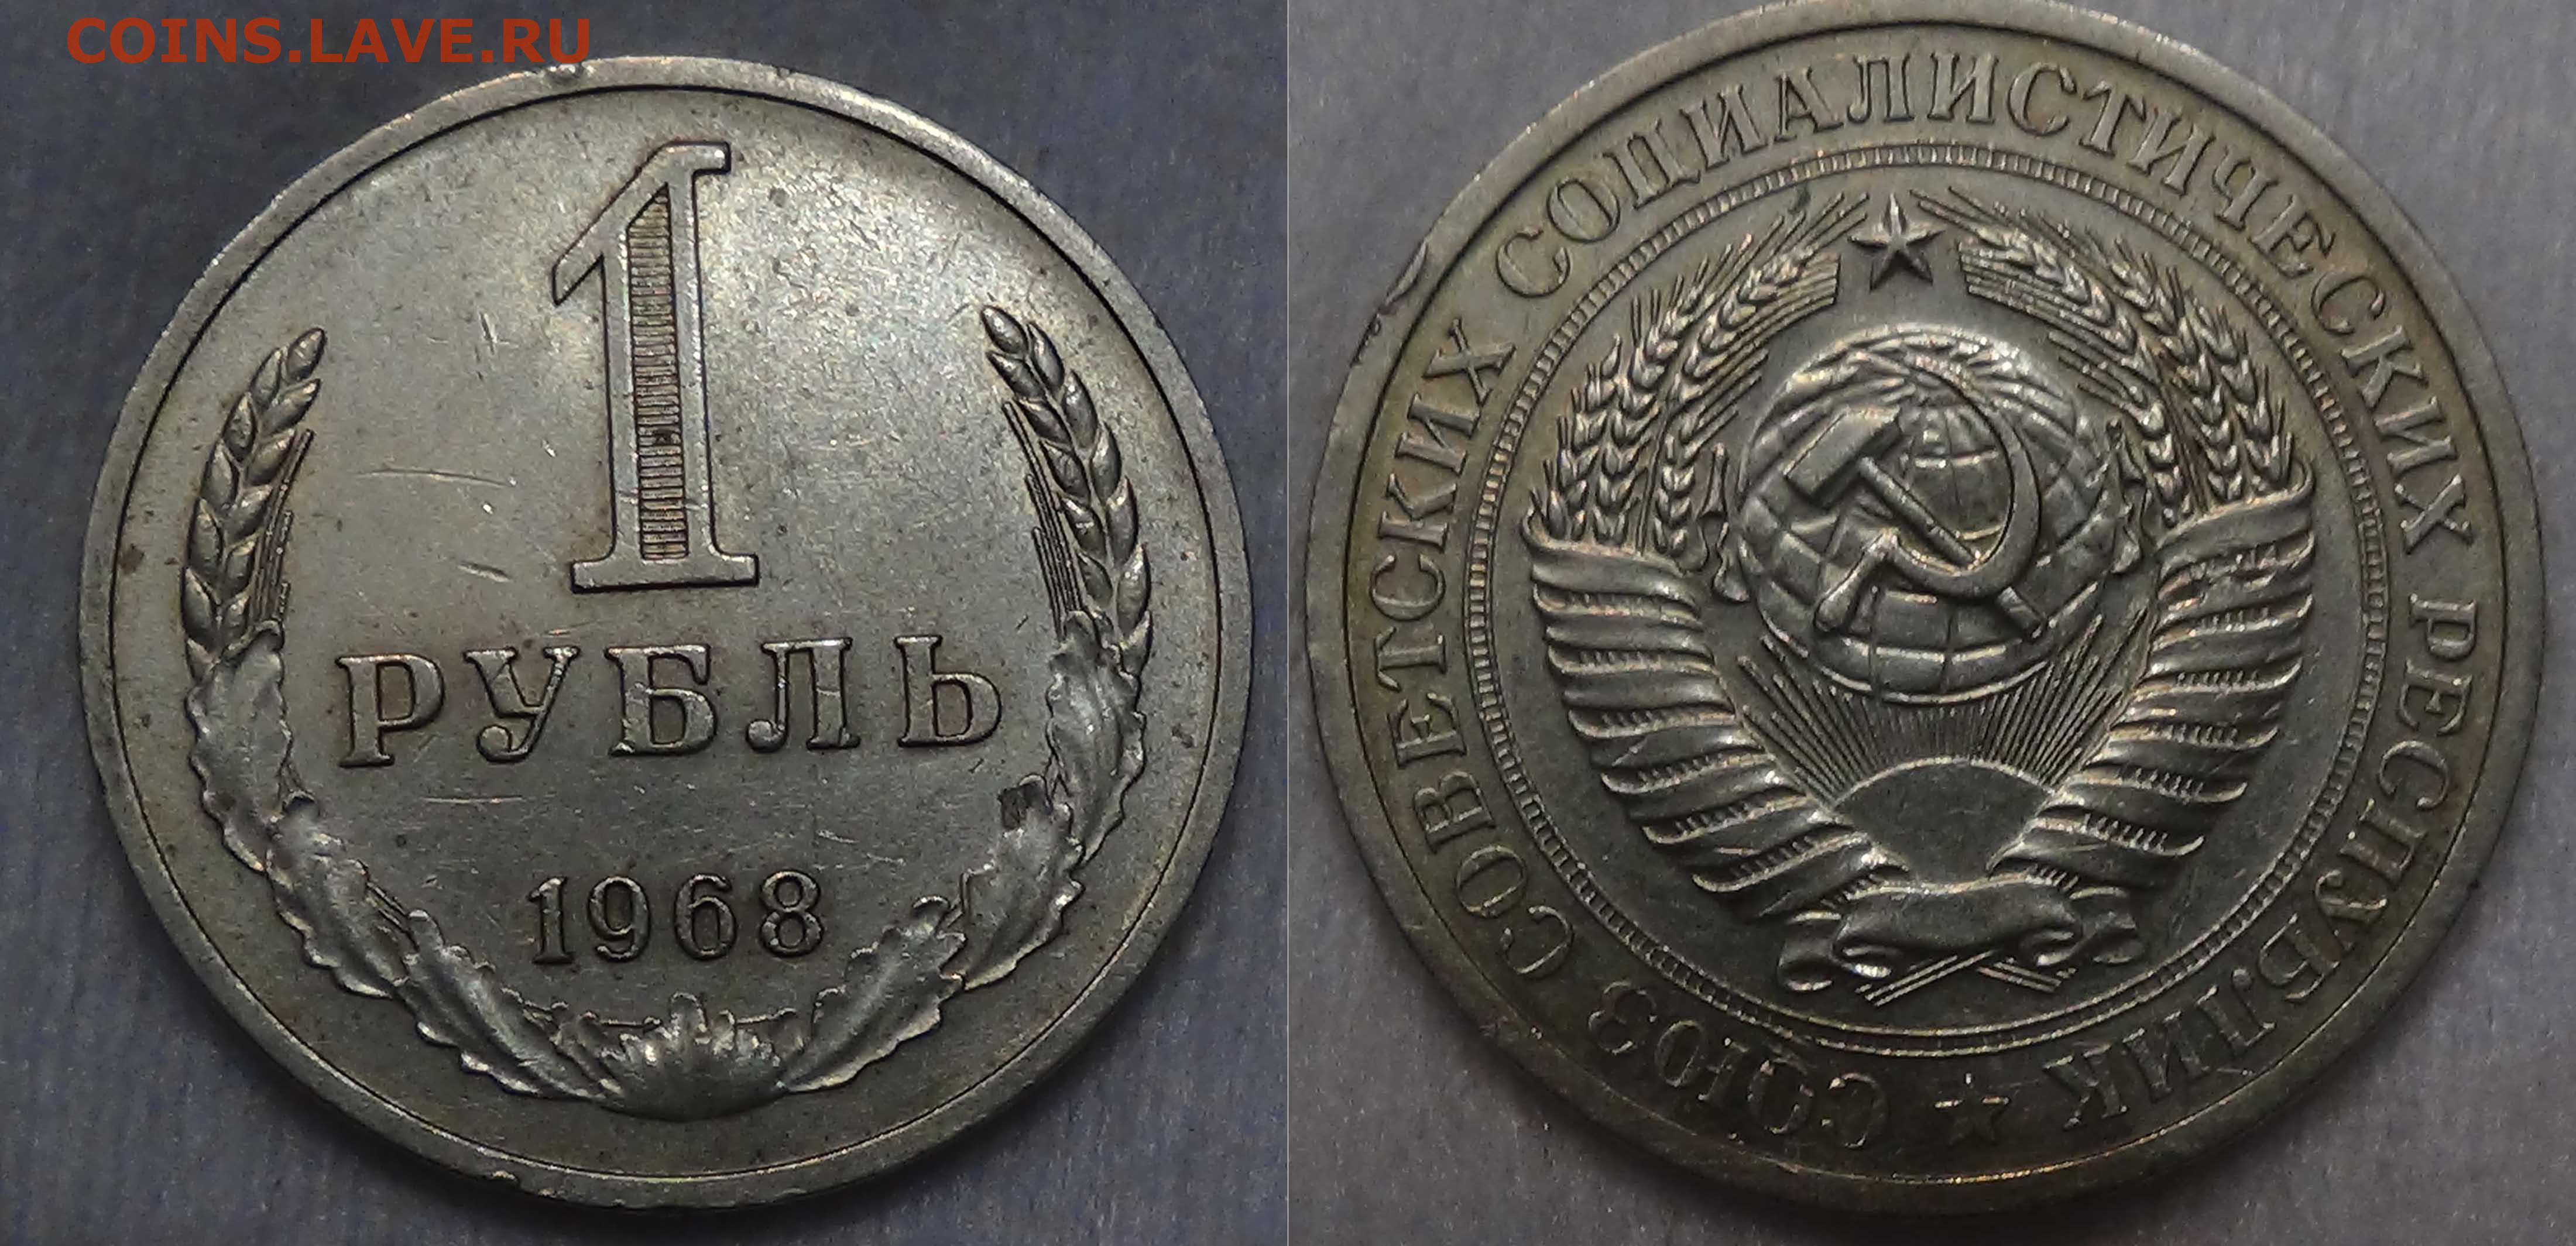 COINS.LAVE.RU
1
РУБЛЬ
1968
СОЮЗ СОВЕТСКИХ СОЦИАЛИСТИЧЕСКИХ РЕСПУБЛИК